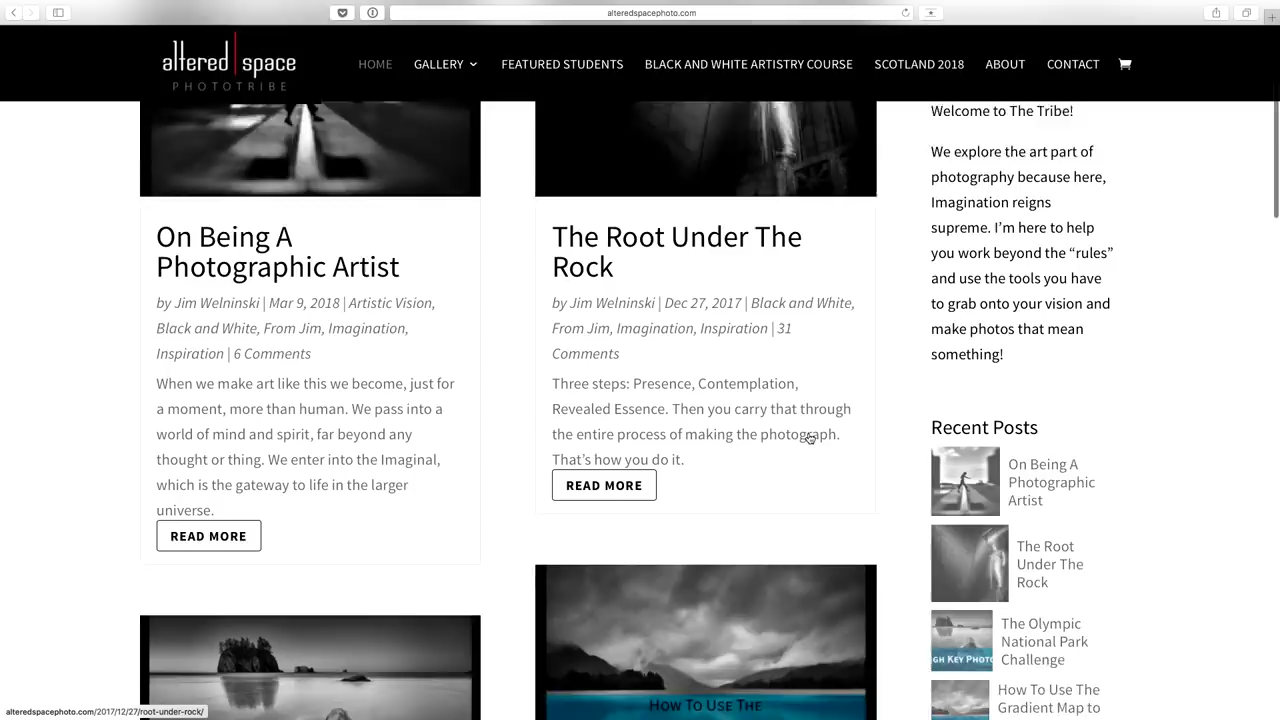 alteredspacephoto.com
altered space
PHOTOTRIBE
HOME
GALLERY
FEATURED STUDENTS
BLACK AND WHITE ARTISTRY COURSE
SCOTLAND 2018
ABOUT
CONTACT
On Being A
Photographic Artist
by Jim Welninski | Mar 9, 2018 | Artistic Vision,
Black and White, From Jim, Imagination,
Inspiration | 6 Comments
When we make art like this we become, just for
a moment, more than human. We pass into a
world of mind and spirit, far beyond any
thought or thing. We enter into the Imaginal,
which is the gateway to life in the larger
universe.
READ MORE
The Root Under The
Rock
by Jim Welninski | Dec 27, 2017 | Black and White,
From Jim, Imagination, Inspiration | 31
Comments
Three steps: Presence, Contemplation,
Revealed Essence. Then you carry that through
the entire process of making the photograph.
That’s how you do it.
READ MORE
How To Use The
Welcome to The Tribe!
We explore the art part of
photography because here,
Imagination reigns
supreme. I’m here to help
you work beyond the “rules”
and use the tools you have
to grab onto your vision and
make photos that mean
something!
Recent Posts
On Being A
Photographic
Artist
The Root
Under The
Rock
GH KEY PHOTO
The Olympic
National Park
Challenge
How To Use The
Gradient Map to
alteredspacephoto.com/2017/12/27/root-under-rock/